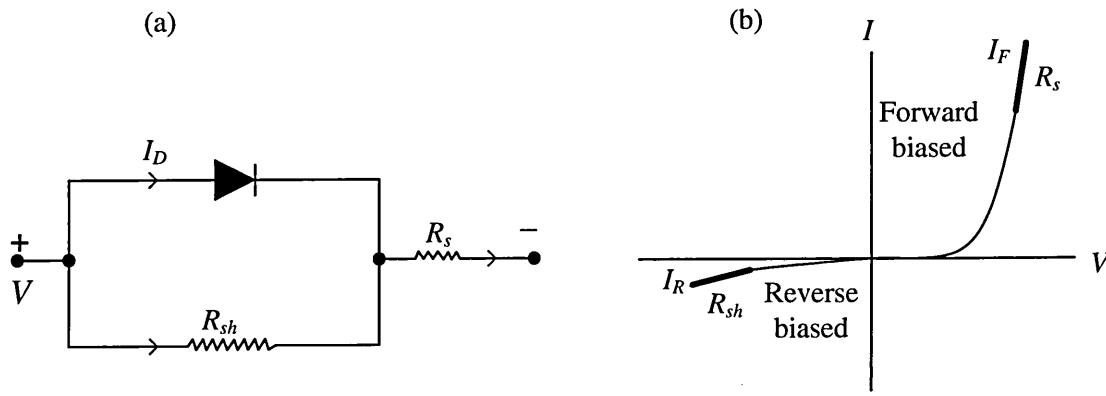 (a)
I_D
+
V
R_s
−
R_sh
(b)
I
I_F
R_s
Forward
biased
V
I_R
R_sh
Reverse
biased